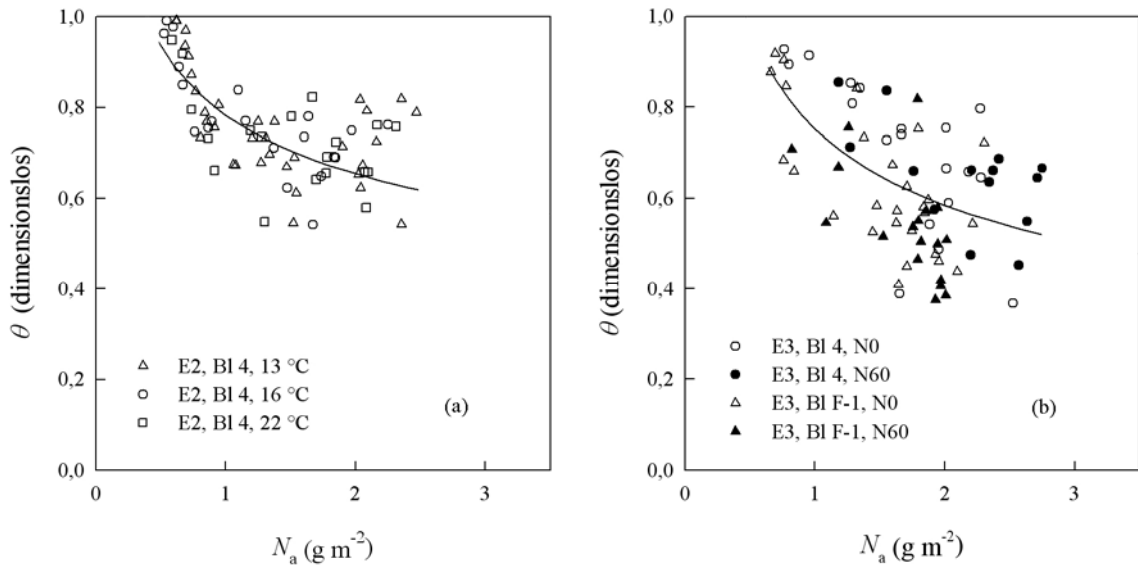 1,0
0,8
0,6
0,4
0,2
0,0
θ (dimensionslos)
E2, Bl 4, 13 °C
E2, Bl 4, 16 °C
E2, Bl 4, 22 °C
(a)
0 1 2 3
Nₐ (g m⁻²)
1,0
0,8
0,6
0,4
0,2
0,0
θ (dimensionslos)
E3, Bl 4, N0
E3, Bl 4, N60
E3, Bl F-1, N0
E3, Bl F-1, N60
(b)
0 1 2 3
Nₐ (g m⁻²)